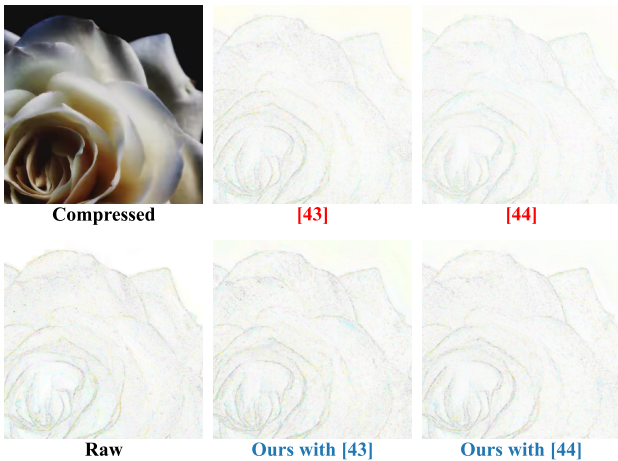 Compressed
[43]
[44]
Raw
Ours with [43]
Ours with [44]